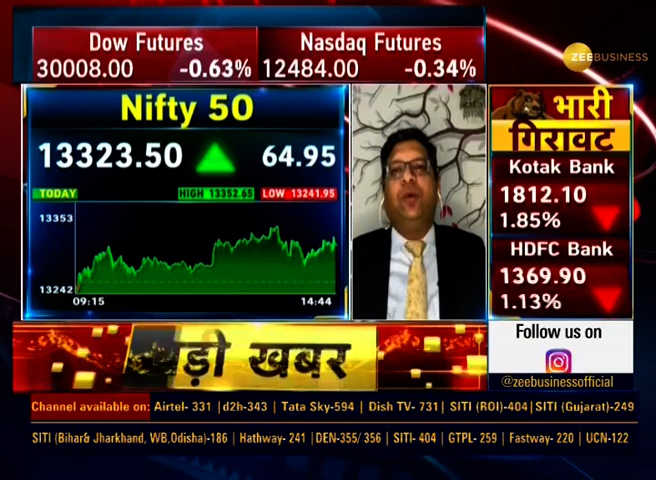 Dow Futures
30008.00 -0.63%
Nasdaq Futures
12484.00 -0.34%
ZEEBUSINESS
Nifty 50
13323.50 64.95
TODAY HIGH 13352.65 LOW 13241.95
13353
13242
09:15 14:44
भारी
गिरावट
Kotak Bank
1812.10
1.85%
HDFC Bank
1369.90
1.13%
ड़ी खबर
Follow us on
@zeebusinessofficial
Channel available on: Airtel- 331 |d2h-343 | Tata Sky-594 | Dish TV- 731| SITI (ROI)-404|SITI (Gujarat)-249
SITI (Bihar& Jharkhand, WB,Odisha)-186 | Hathway- 241 |DEN-355/ 356 | SITI- 404 | GTPL- 259 | Fastway- 220 | UCN-122